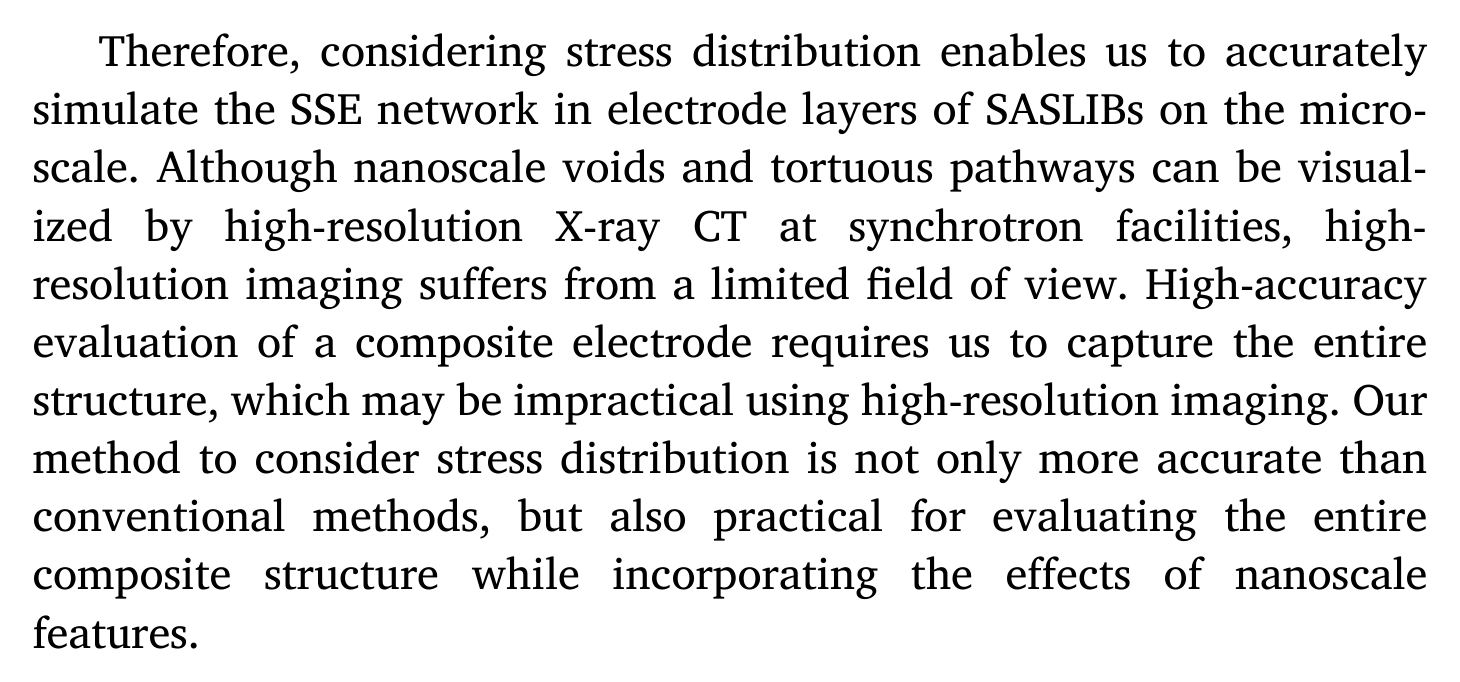 Therefore, considering stress distribution enables us to accurately
simulate the SSE network in electrode layers of SASLIBs on the micro-
scale. Although nanoscale voids and tortuous pathways can be visual-
ized by high-resolution X-ray CT at synchrotron facilities, high-
resolution imaging suffers from a limited field of view. High-accuracy
evaluation of a composite electrode requires us to capture the entire
structure, which may be impractical using high-resolution imaging. Our
method to consider stress distribution is not only more accurate than
conventional methods, but also practical for evaluating the entire
composite structure while incorporating the effects of nanoscale
features.